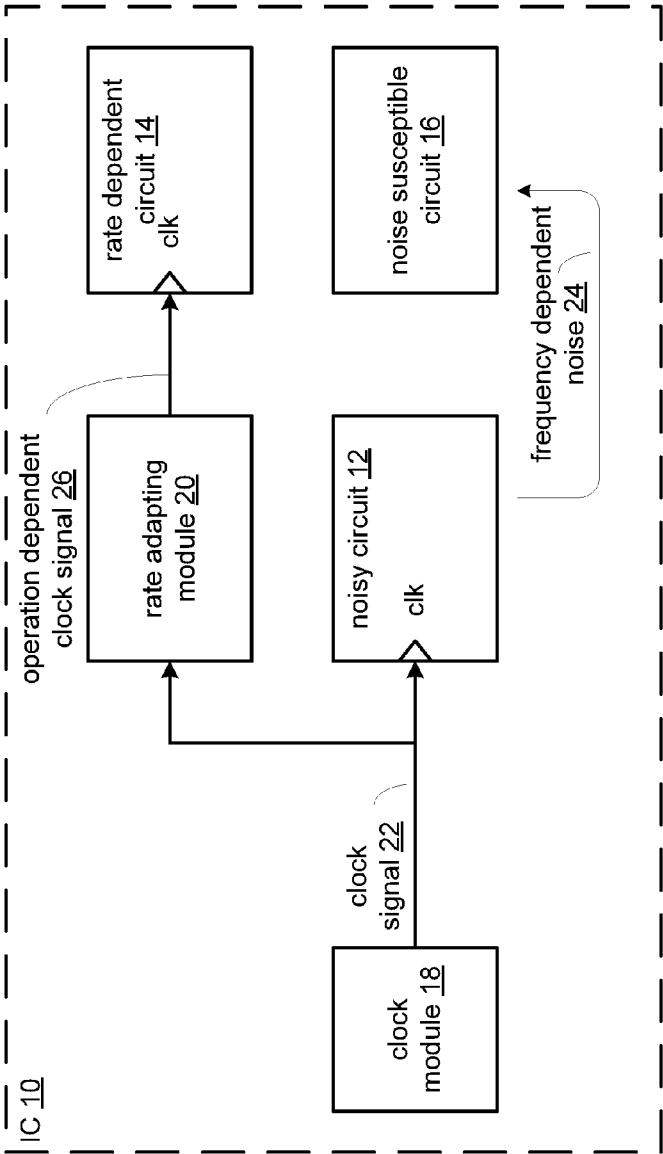 IC 10
clock
module 18
clock
signal 22
operation dependent
clock signal 26
rate adapting
module 20
noisy circuit 12
clk
rate dependent
circuit 14
clk
noise susceptible
circuit 16
frequency dependent
noise 24